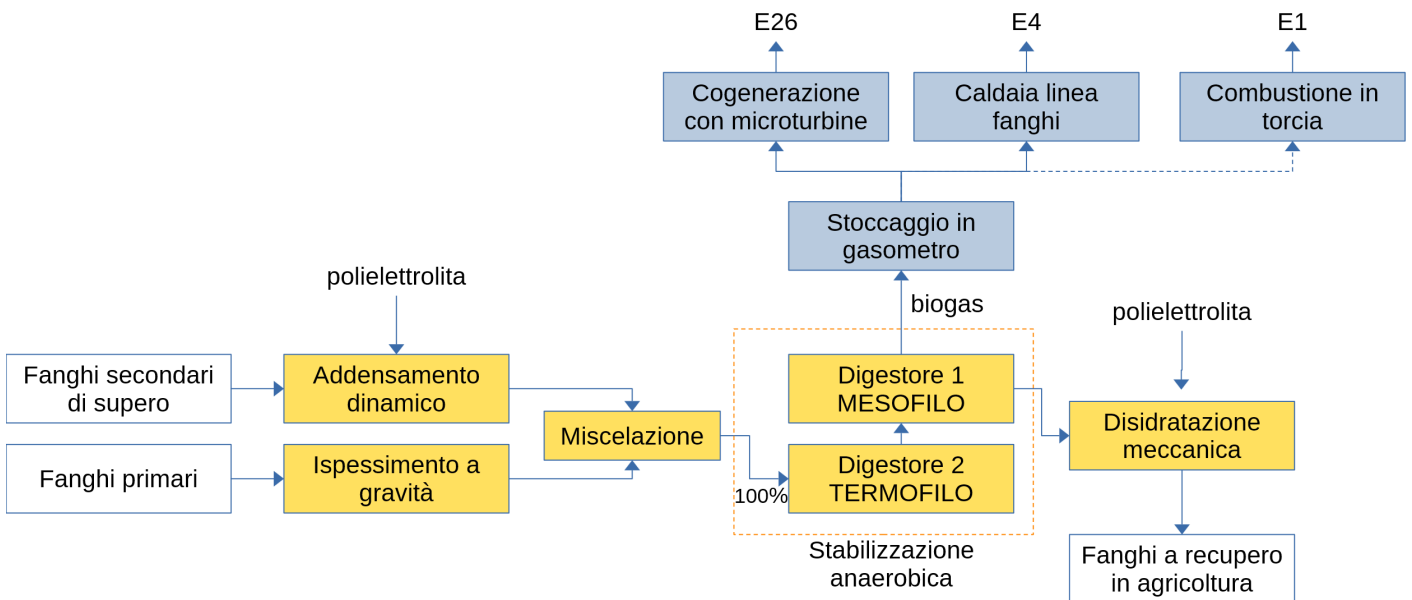 E26
E4
E1
Cogenerazione
con microturbine
Caldaia linea
fanghi
Combustione in
torcia
Stoccaggio in
gasometro
biogas
polielettrolita
polielettrolita
Fanghi secondari
di supero
Addensamento
dinamico
Digestore 1
MESOFILO
Miscelazione
Disidratazione
meccanica
Fanghi primari
Ispessimento a
gravità
Digestore 2
TERMOFILO
100%
Stabilizzazione
anaerobica
Fanghi a recupero
in agricoltura